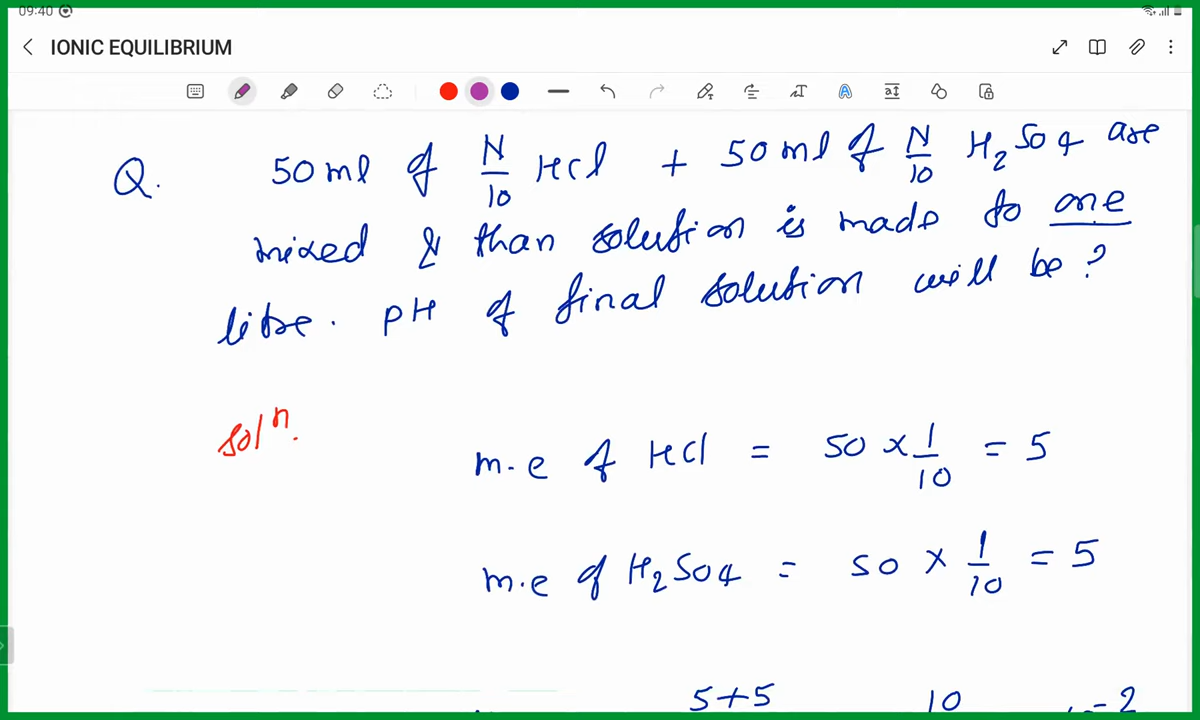 09:40
IONIC EQUILIBRIUM
Q. 50 ml of N/10 HCl + 50 ml of N/10 H2SO4 are
mixed & than solution is made to one
litre. PH of final solution will be?
Soln.
m.e of HCl = 50 × 1/10 = 5
m.e of H2SO4 = 50 × 1/10 = 5
5+5 10 -2